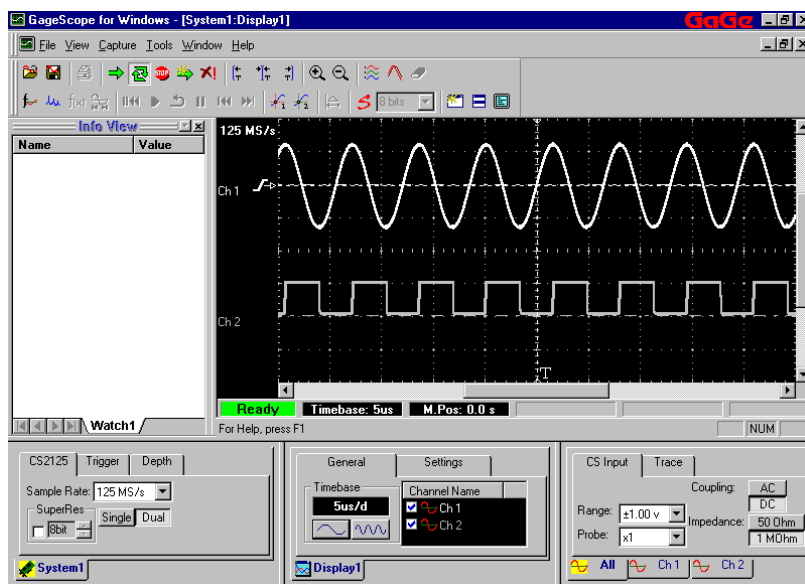 GageScope for Windows - [System1:Display1]
GaGe
File View Capture Tools Window Help
f(x)
1 2
8 bits
Info View
Name Value
Watch1
125 MS/s
Ch 1
Ch 2
T
Ready Timebase: 5us M.Pos: 0.0 s
For Help, press F1
NUM
CS2125 Trigger Depth
Sample Rate: 125 MS/s
SuperRes
8bit
Single Dual
System1
General Settings
Timebase
5us/d
Channel Name
Ch 1
Ch 2
Display1
CS Input Trace
Coupling: AC
DC
Range: ±1.00 v
Impedance: 50 Ohm
Probe: x1
1 MOhm
All Ch 1 Ch 2